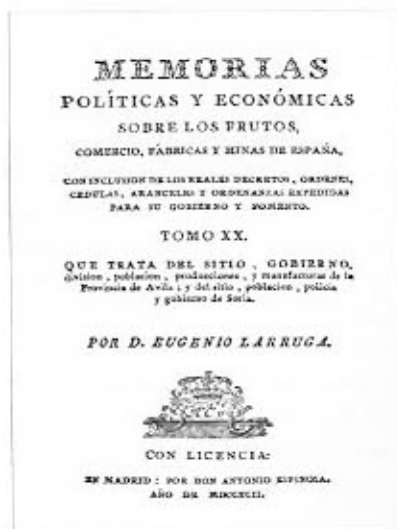 MEMORIAS
POLÍTICAS Y ECONÓMICAS
SOBRE LOS FRUTOS,
COMERCIO, FÁBRICAS Y MINAS DE ESPAÑA,
CON INCLUSION DE LOS REALES DECRETOS, ORDENES,
CEDULAS, ARANCELES Y ORDENANZAS EXPEDIDAS
PARA SU GOBIERNO Y FOMENTO.
TOMO XX.
QUE TRATA DEL SITIO, GOBIERNO,
division, poblacion, producciones, y manufacturas de la
Provincia de Avila: y del sitio, poblacion, policia
y gobierno de Soria.
POR D. EUGENIO LARRUGA.
CON LICENCIA:
EN MADRID: POR DON ANTONIO ESPINOSA.
AÑO DE MDCCXCII.